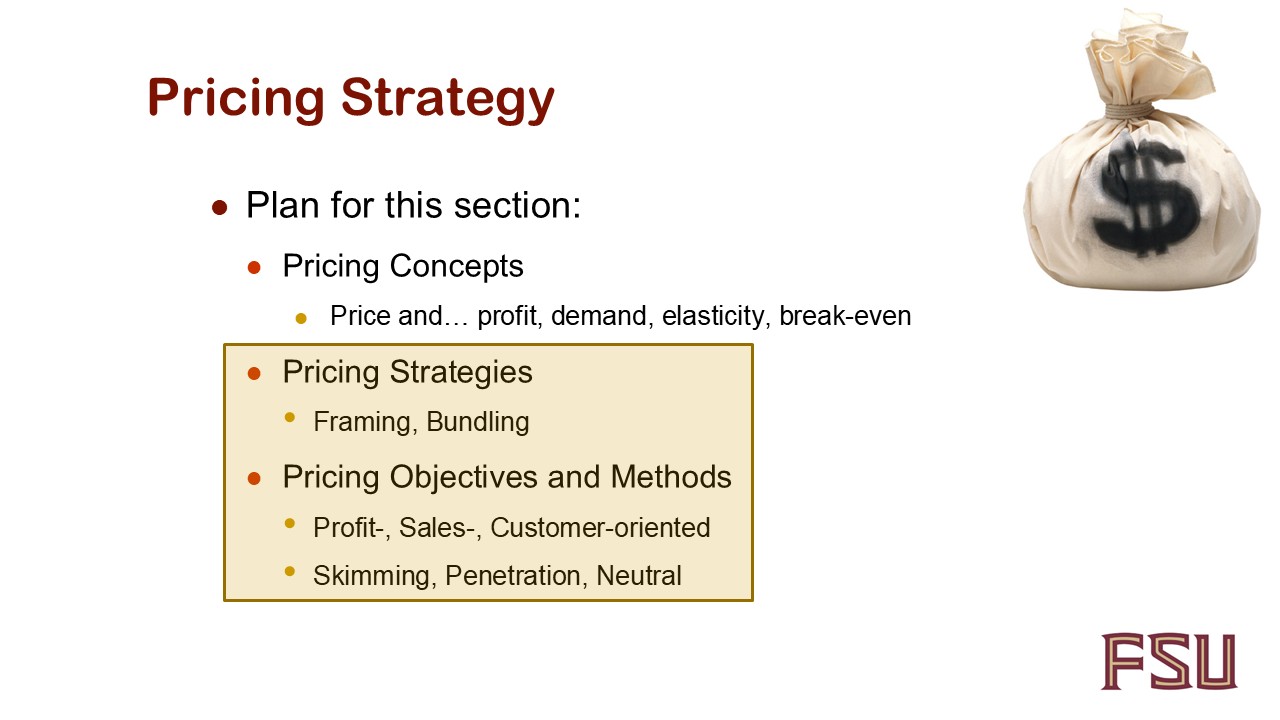 Pricing Strategy
$
Plan for this section:
Pricing Concepts
Price and… profit, demand, elasticity, break-even
Pricing Strategies
Framing, Bundling
Pricing Objectives and Methods
Profit-, Sales-, Customer-oriented
Skimming, Penetration, Neutral
FSU